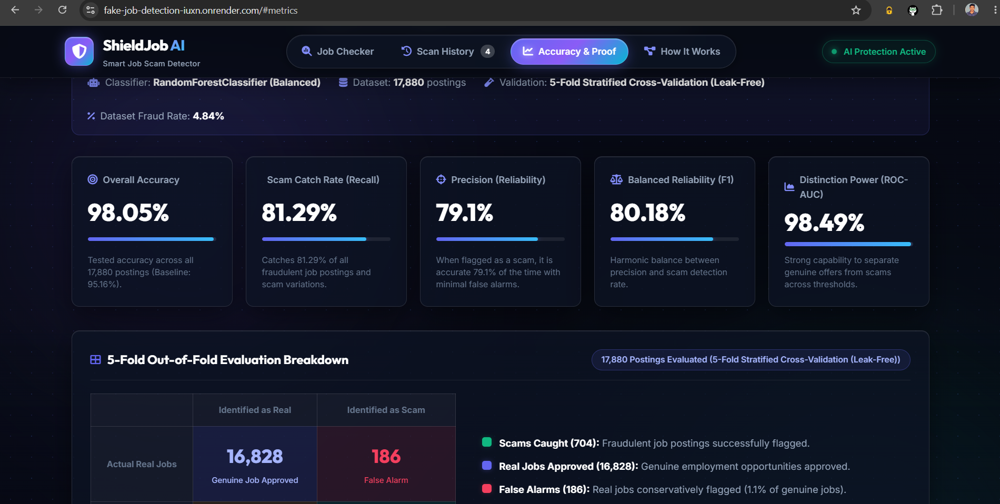 fake-job-detection-iuxn.onrender.com/#metrics
ShieldJob AI
Smart Job Scam Detector
Job Checker
Scan History 4
Accuracy & Proof
How It Works
AI Protection Active
Classifier: RandomForestClassifier (Balanced)
Dataset: 17,880 postings
Validation: 5-Fold Stratified Cross-Validation (Leak-Free)
Dataset Fraud Rate: 4.84%
Overall Accuracy
98.05%
Tested accuracy across all
17,880 postings (Baseline:
95.16%).
Scam Catch Rate (Recall)
81.29%
Catches 81.29% of all
fraudulent job postings and
scam variations.
Precision (Reliability)
79.1%
When flagged as a scam, it is
accurate 79.1% of the time with
minimal false alarms.
Balanced Reliability (F1)
80.18%
Harmonic balance between
precision and scam detection
rate.
Distinction Power (ROC-
AUC)
98.49%
Strong capability to separate
genuine offers from scams
across thresholds.
5-Fold Out-of-Fold Evaluation Breakdown
17,880 Postings Evaluated (5-Fold Stratified Cross-Validation (Leak-Free))
Identified as Real
Identified as Scam
Actual Real Jobs
16,828
Genuine Job Approved
186
False Alarm
Scams Caught (704): Fraudulent job postings successfully flagged.
Real Jobs Approved (16,828): Genuine employment opportunities approved.
False Alarms (186): Real jobs conservatively flagged (1.1% of genuine jobs).